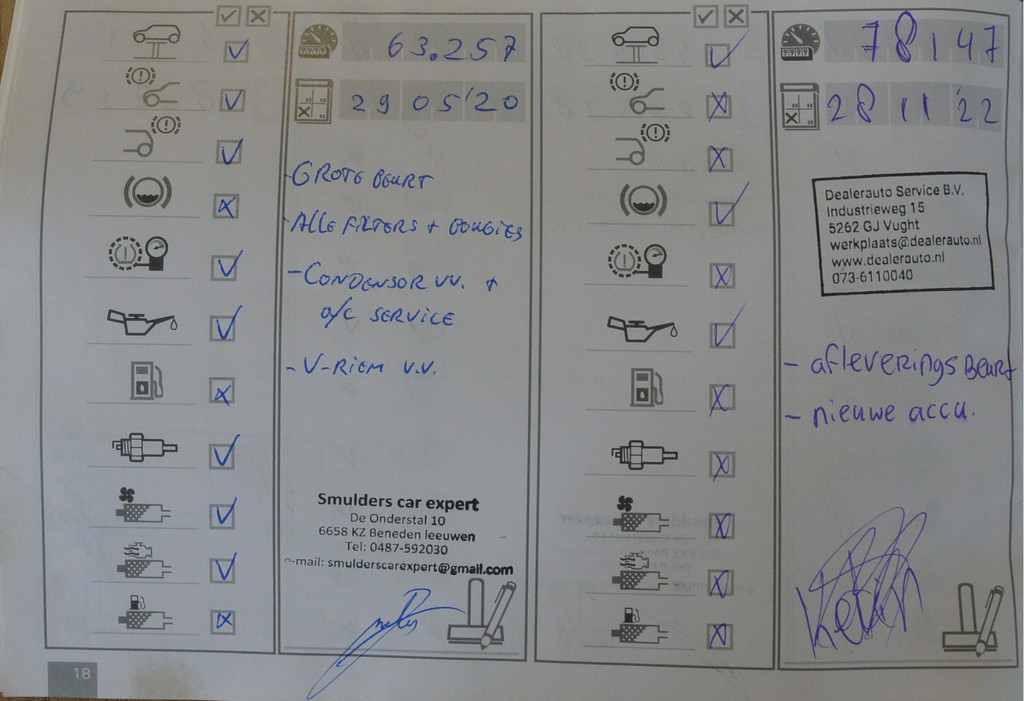 63.257
29 05'20
- GROTE BEURT
- ALLE FILTERS + BOUGIES
- CONDENSOR VV. +
a/c SERVICE
- V-RIEM V.V.
Smulders car expert
De Onderstal 10
6658 KZ Beneden leeuwen
Tel: 0487-592030
e-mail: smulderscarexpert@gmail.com
18
78147
28 11 '22
Dealerauto Service B.V.
Industrieweg 15
5262 GJ Vught
werkplaats@dealerauto.nl
www.dealerauto.nl
073-6110040
- afleveringsBeurt
- nieuwe accu.